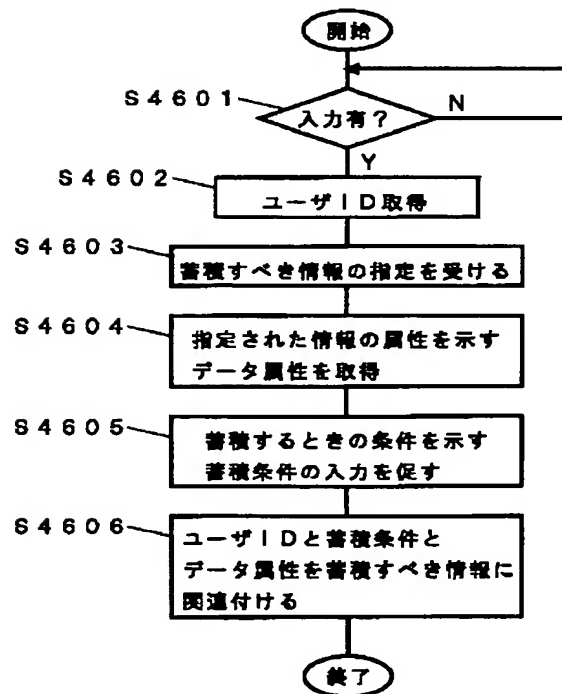 開始
S4601
入力有?
N
Y
S4602
ユーザID取得
S4603
蓄積すべき情報の指定を受ける
S4604
指定された情報の属性を示す
データ属性を取得
S4605
蓄積するときの条件を示す
蓄積条件の入力を促す
S4606
ユーザIDと蓄積条件と
データ属性を蓄積すべき情報に
関連付ける
終了